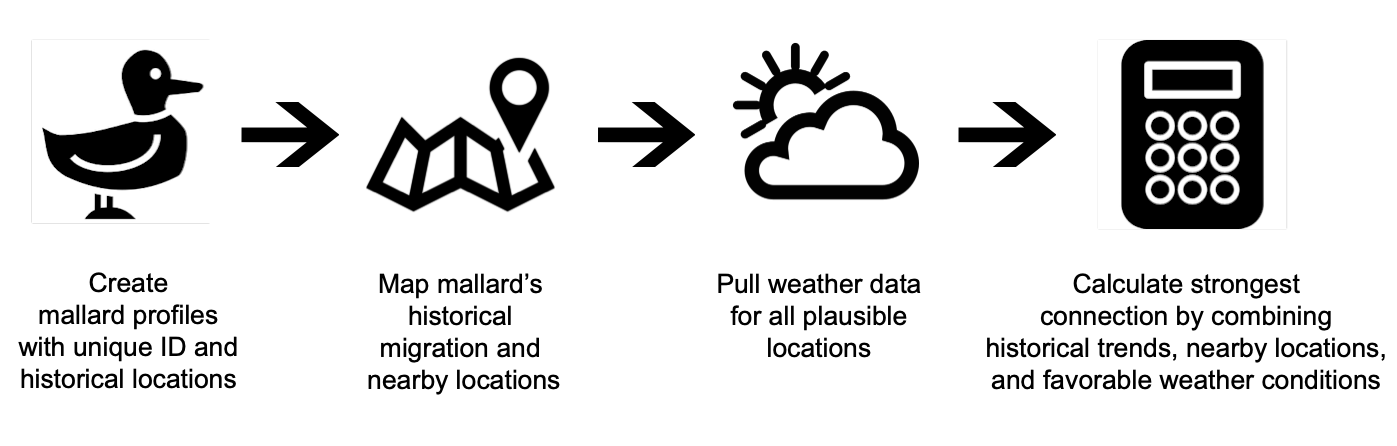 Create
mallard profiles
with unique ID and
historical locations
Map mallard's
historical
migration and
nearby locations
Pull weather data
for all plausible
locations
Calculate strongest
connection by combining
historical trends, nearby locations,
and favorable weather conditions